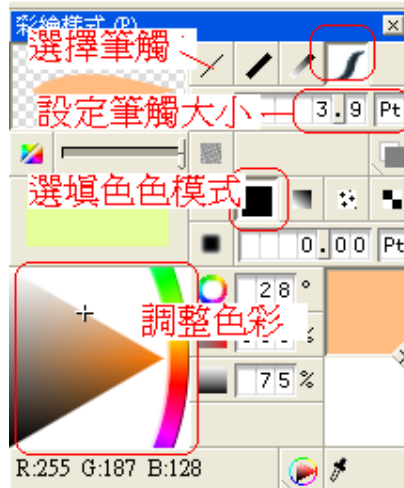 彩繪樣式 (P)
選擇筆觸
設定筆觸大小
3.9 Pt
選填色色模式
0.00 Pt
28 °
調整色彩
%
75 %
R:255 G:187 B:128